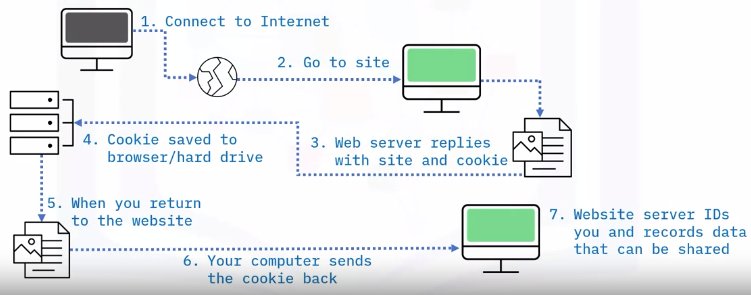 1. Connect to Internet
2. Go to site
3. Web server replies
with site and cookie
4. Cookie saved to
browser/hard drive
5. When you return
to the website
6. Your computer sends
the cookie back
7. Website server IDs
you and records data
that can be shared